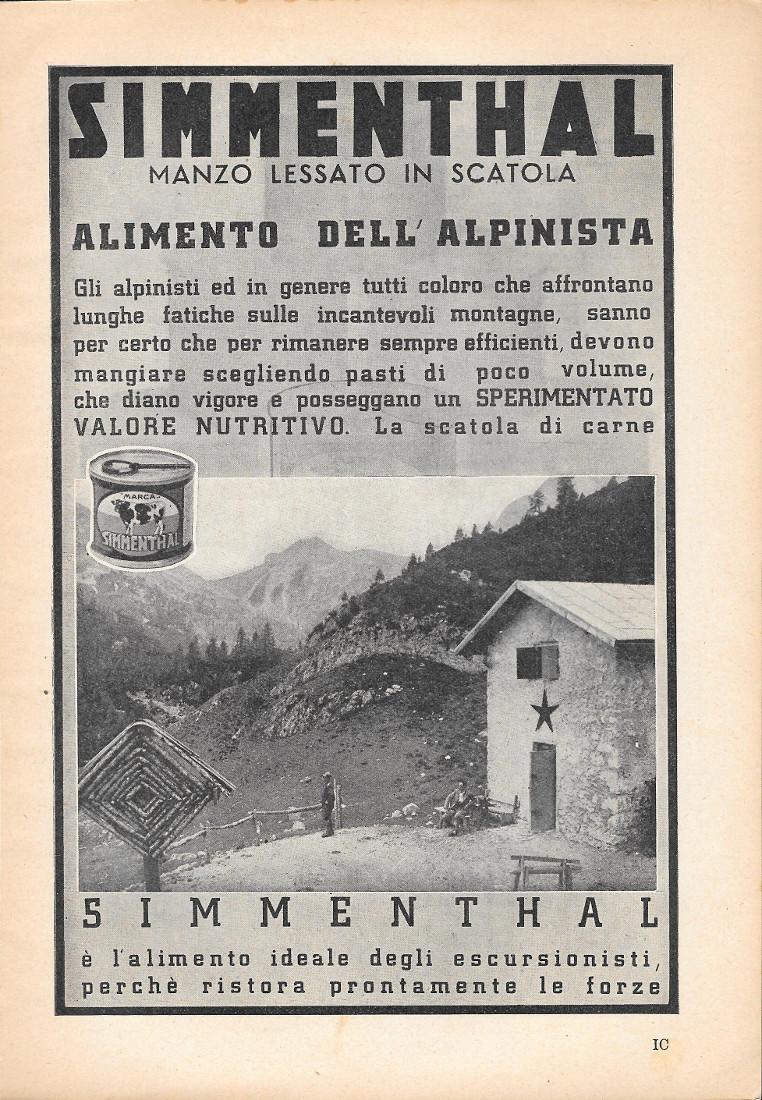 SIMMENTHAL
MANZO LESSATO IN SCATOLA
ALIMENTO DELL' ALPINISTA
Gli alpinisti ed in genere tutti coloro che affrontano
lunghe fatiche sulle incantevoli montagne, sanno
per certo che per rimanere sempre efficienti, devono
mangiare scegliendo pasti di poco volume,
che diano vigore e posseggano un SPERIMENTATO
VALORE NUTRITIVO. La scatola di carne
"MARCA"
SIMMENTHAL
SIMMENTHAL
è l'alimento ideale degli escursionisti,
perchè ristora prontamente le forze
IC